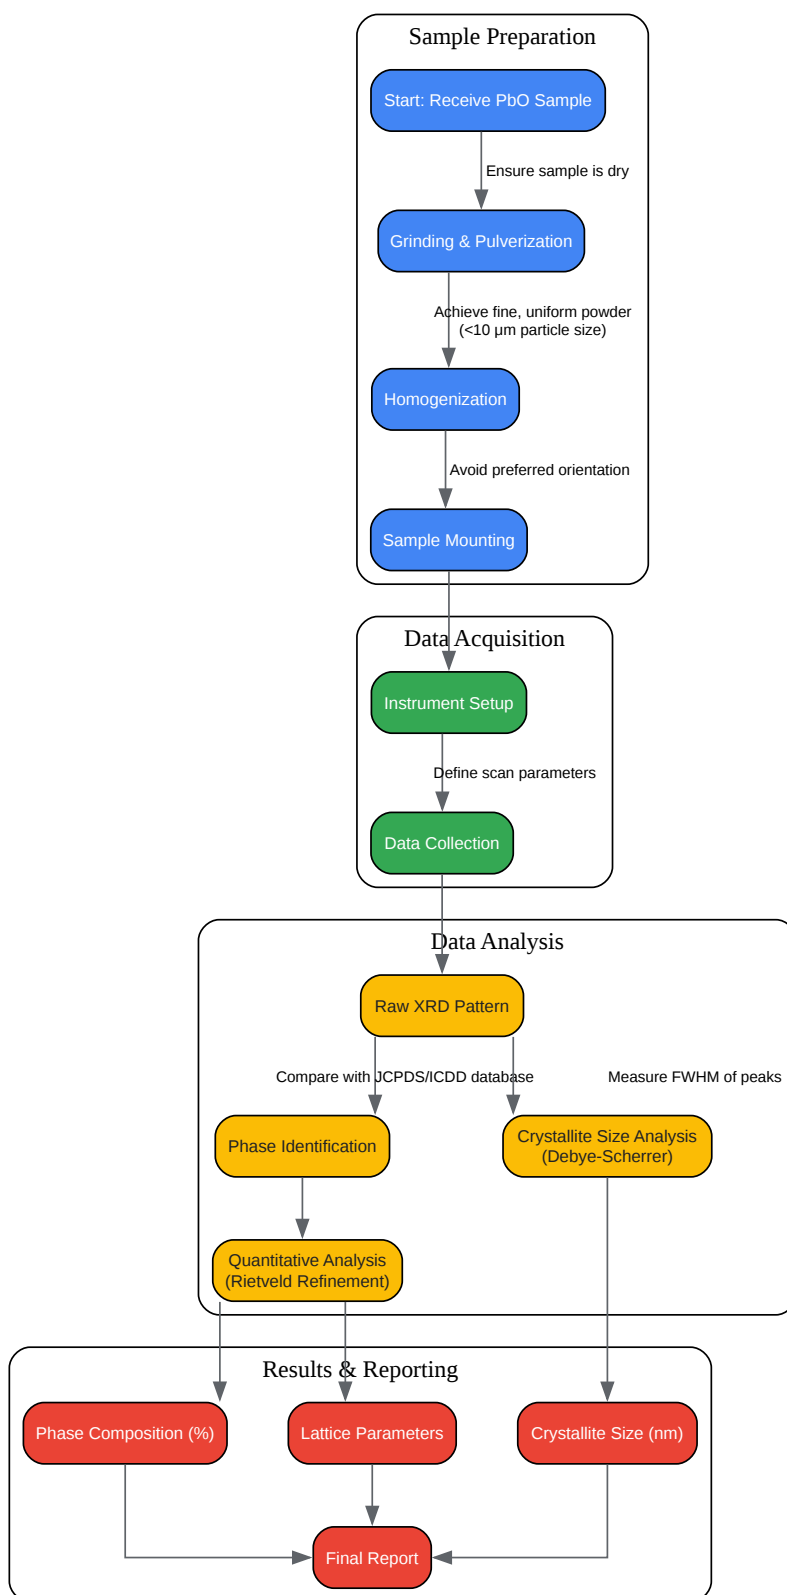 Sample Preparation
Start: Receive PbO Sample
Ensure sample is dry
Grinding & Pulverization
Achieve fine, uniform powder
(<10 μm particle size)
Homogenization
Avoid preferred orientation
Sample Mounting
Data Acquisition
Instrument Setup
Define scan parameters
Data Collection
Data Analysis
Raw XRD Pattern
Compare with JCPDS/ICDD database
Measure FWHM of peaks
Phase Identification
Crystallite Size Analysis
(Debye-Scherrer)
Quantitative Analysis
(Rietveld Refinement)
Results & Reporting
Phase Composition (%)
Lattice Parameters
Crystallite Size (nm)
Final Report